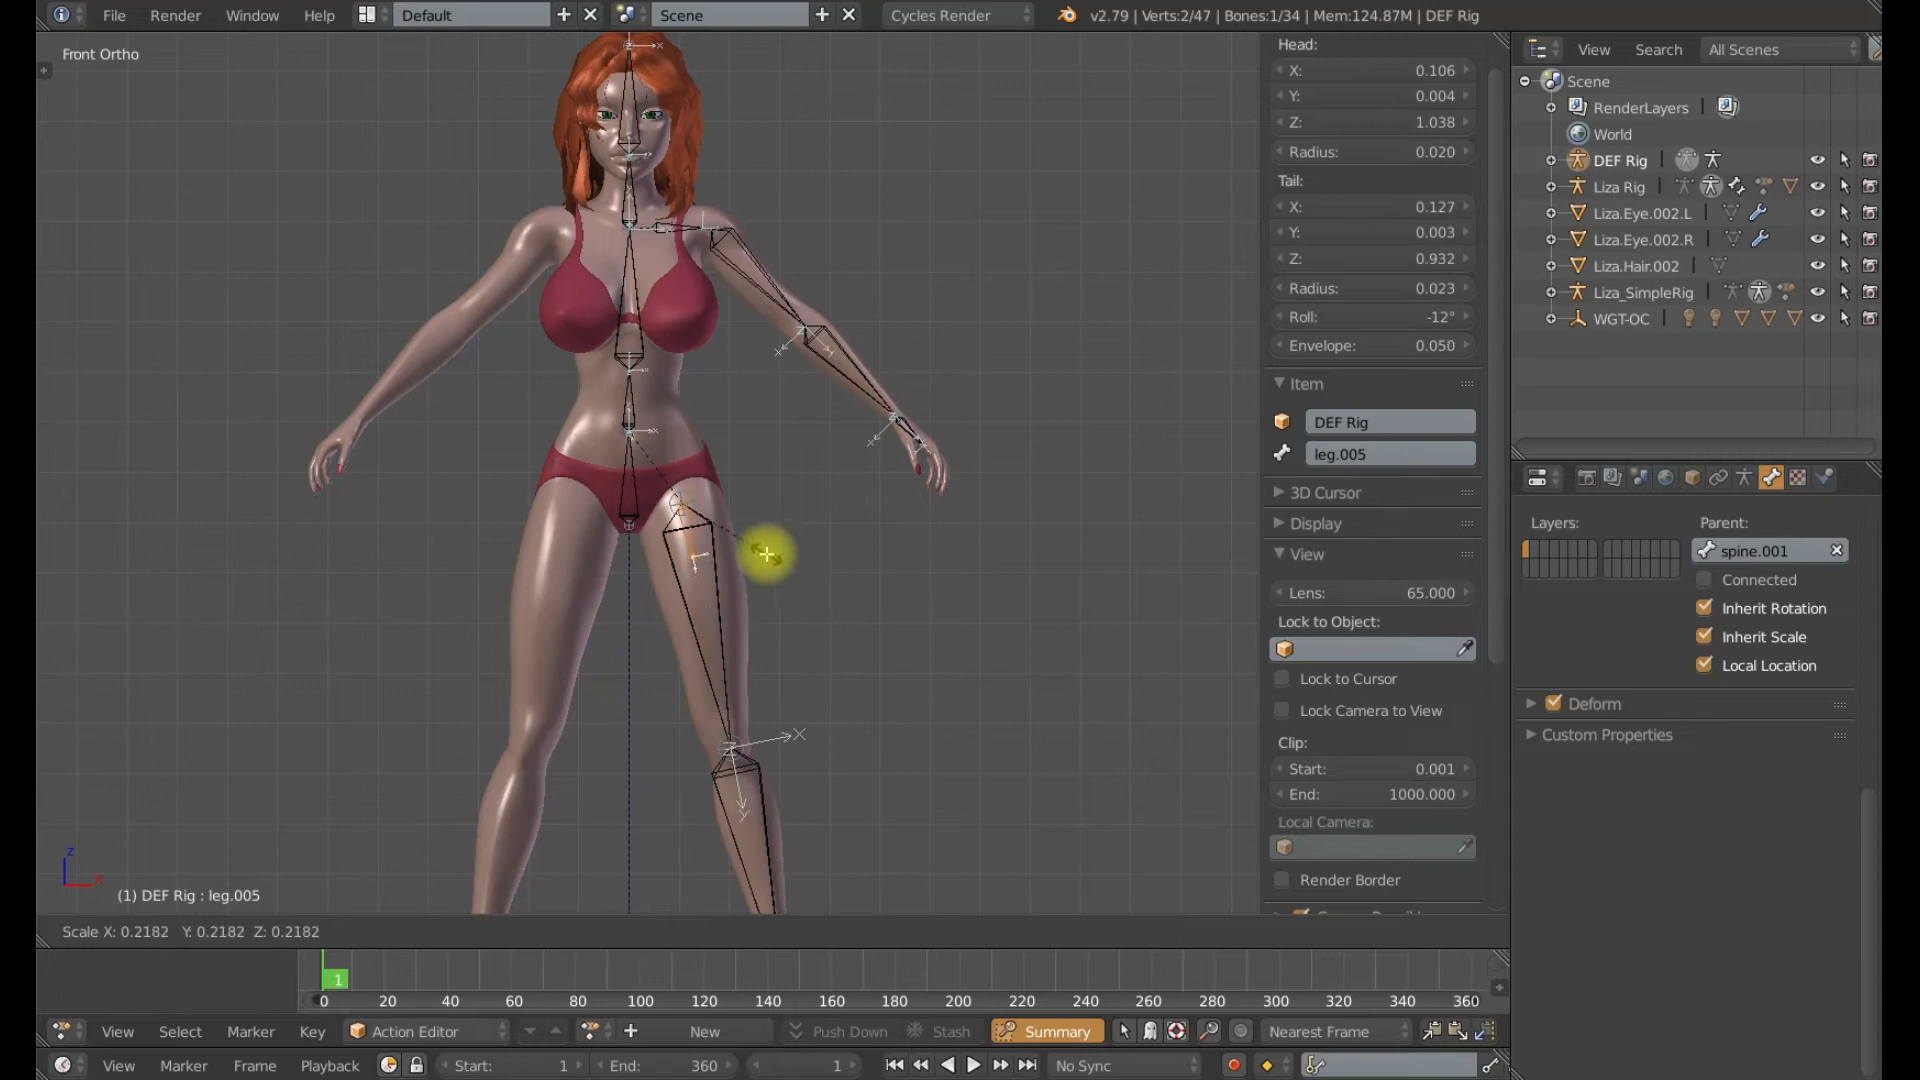 File Render Window Help Default Scene Cycles Render v2.79 | Verts:2/47 | Bones:1/34 | Mem:124.87M | DEF Rig
Front Ortho
Head:
X: 0.106
Y: 0.004
Z: 1.038
Radius: 0.020
Tail:
X: 0.127
Y: 0.003
Z: 0.932
Radius: 0.023
Roll: -12°
Envelope: 0.050
Item
DEF Rig
leg.005
3D Cursor
Display
View
Lens: 65.000
Lock to Object:
Lock to Cursor
Lock Camera to View
Clip:
Start: 0.001
End: 1000.000
Local Camera:
Render Border
View Search All Scenes
Scene
RenderLayers
World
DEF Rig
Liza Rig
Liza.Eye.002.L
Liza.Eye.002.R
Liza.Hair.002
Liza_SimpleRig
WGT-OC
Layers: Parent:
spine.001
Connected
Inherit Rotation
Inherit Scale
Local Location
Deform
Custom Properties
X
Z
Y
Z
(1) DEF Rig : leg.005
Scale X: 0.2182 Y: 0.2182 Z: 0.2182
1
0 20 40 60 80 100 120 140 160 180 200 220 240 260 280 300 320 340 360
View Select Marker Key Action Editor New Push Down Stash Summary Nearest Frame
View Marker Frame Playback Start: 1 End: 360 1 No Sync